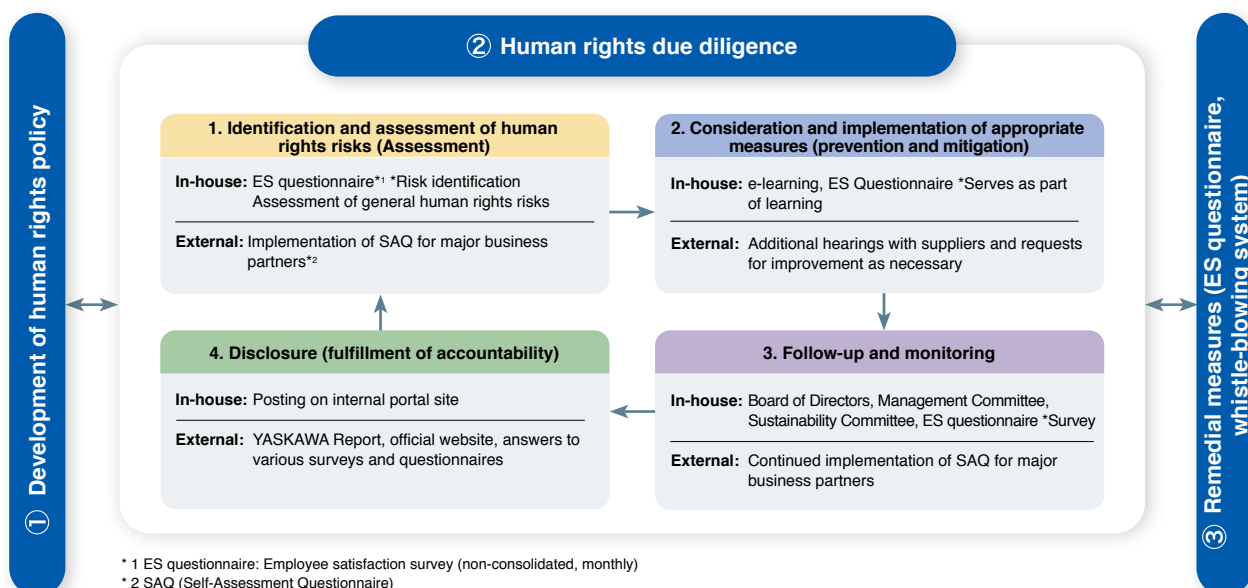 ① Development of human rights policy
② Human rights due diligence
1. Identification and assessment of human
rights risks (Assessment)
In-house: ES questionnaire*1 *Risk identification
Assessment of general human rights risks
External: Implementation of SAQ for major business
partners*2
2. Consideration and implementation of appropriate
measures (prevention and mitigation)
In-house: e-learning, ES Questionnaire *Serves as part
of learning
External: Additional hearings with suppliers and requests
for improvement as necessary
3. Follow-up and monitoring
In-house: Board of Directors, Management Committee,
Sustainability Committee, ES questionnaire *Survey
External: Continued implementation of SAQ for major
business partners
4. Disclosure (fulfillment of accountability)
In-house: Posting on internal portal site
External: YASKAWA Report, official website, answers to
various surveys and questionnaires
③ Remedial measures (ES questionnaire,
whistle-blowing system)
* 1 ES questionnaire: Employee satisfaction survey (non-consolidated, monthly)
* 2 SAQ (Self-Assessment Questionnaire)